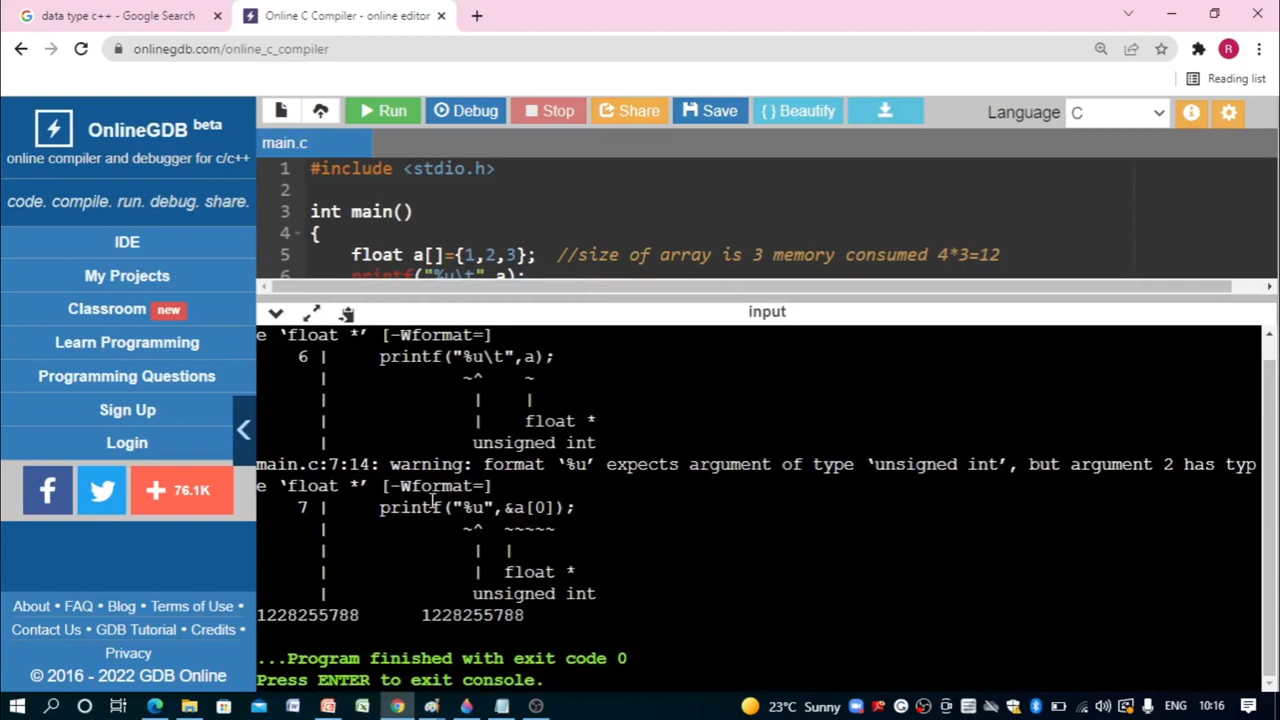 data type c++ - Google Search
Online C Compiler - online editor
onlinegdb.com/online_c_compiler
R
Reading list
OnlineGDB beta
online compiler and debugger for c/c++
code. compile. run. debug. share.
IDE
My Projects
Classroom new
Learn Programming
Programming Questions
Sign Up
Login
f + 76.1K
About • FAQ • Blog • Terms of Use •
Contact Us • GDB Tutorial • Credits •
Privacy
© 2016 - 2022 GDB Online
Run Debug Stop Share Save { } Beautify Language C
main.c
1 #include <stdio.h>
2
3 int main()
4 {
5 float a[]={1,2,3}; //size of array is 3 memory consumed 4*3=12
6 printf("%u\t",a);
input
e ‘float *’ [-Wformat=]
6 | printf("%u\t",a);
| ~^ ~
| | |
| | float *
| unsigned int
main.c:7:14: warning: format ‘%u’ expects argument of type ‘unsigned int’, but argument 2 has typ
e ‘float *’ [-Wformat=]
7 | printf("%u",&a[0]);
| ~^ ~~~~~
| | |
| | float *
| unsigned int
1228255788 1228255788
...Program finished with exit code 0
Press ENTER to exit console.
23°C Sunny ENG 10:16